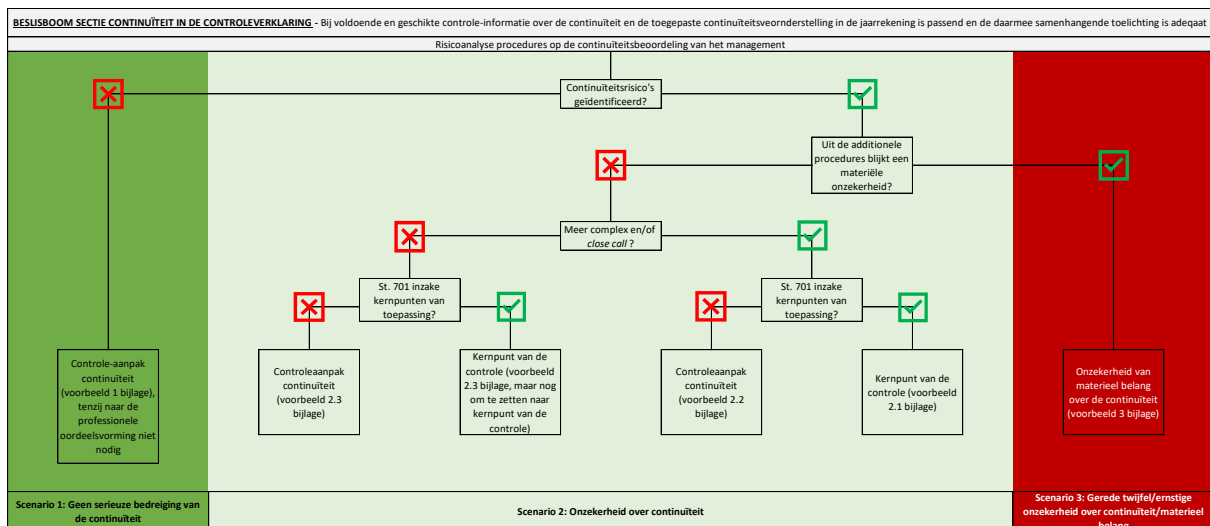 BESLISBOOM SECTIE CONTINUÏTEIT IN DE CONTROLEVERKLARING - Bij voldoende en geschikte controle-informatie over de continuïteit en de toegepaste continuïteitsveornderstelling in de jaarrekening is passend en de daarmee samenhangende toelichting is adeqaat
Risicoanalyse procedures op de continuïteitsbeoordeling van het management
Continuïteitsrisico's
geïdentificeerd?
Uit de additionele
procedures blijkt een
materiële
onzekerheid?
Meer complex en/of
close call ?
St. 701 inzake
kernpunten van
toepassing?
St. 701 inzake
kernpunten van
toepassing?
Controle-aanpak
continuïteit
(voorbeeld 1 bijlage),
tenzij naar de
professionele
oordeelsvorming niet
nodig
Controleaanpak
continuïteit
(voorbeeld 2.3
bijlage)
Kernpunt van de
controle (voorbeeld
2.3 bijlage, maar nog
om te zetten naar
kernpunt van de
controle)
Controleaanpak
continuïteit
(voorbeeld 2.2
bijlage)
Kernpunt van de
controle (voorbeeld
2.1 bijlage)
Onzekerheid van
materieel belang
over de continuïteit
(voorbeeld 3 bijlage)
Scenario 1: Geen serieuze bedreiging van
de continuïteit
Scenario 2: Onzekerheid over continuïteit
Scenario 3: Gerede twijfel/ernstige
onzekerheid over continuïteit/materieel
belang